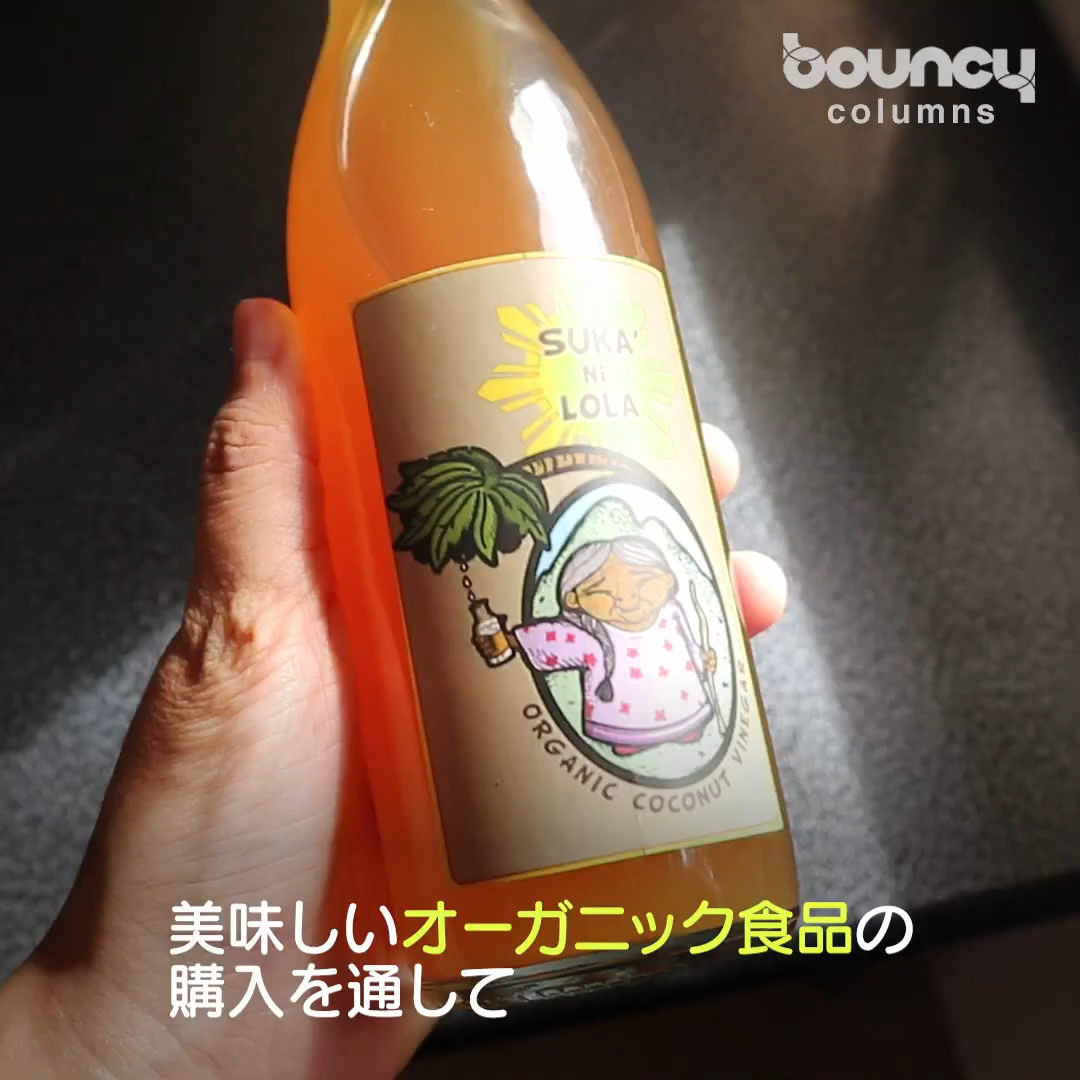 bouncy
columns
SUKA'
Ni
LOLA
ORGANIC COCONUT VINEGAR
美味しいオーガニック食品の
購入を通して